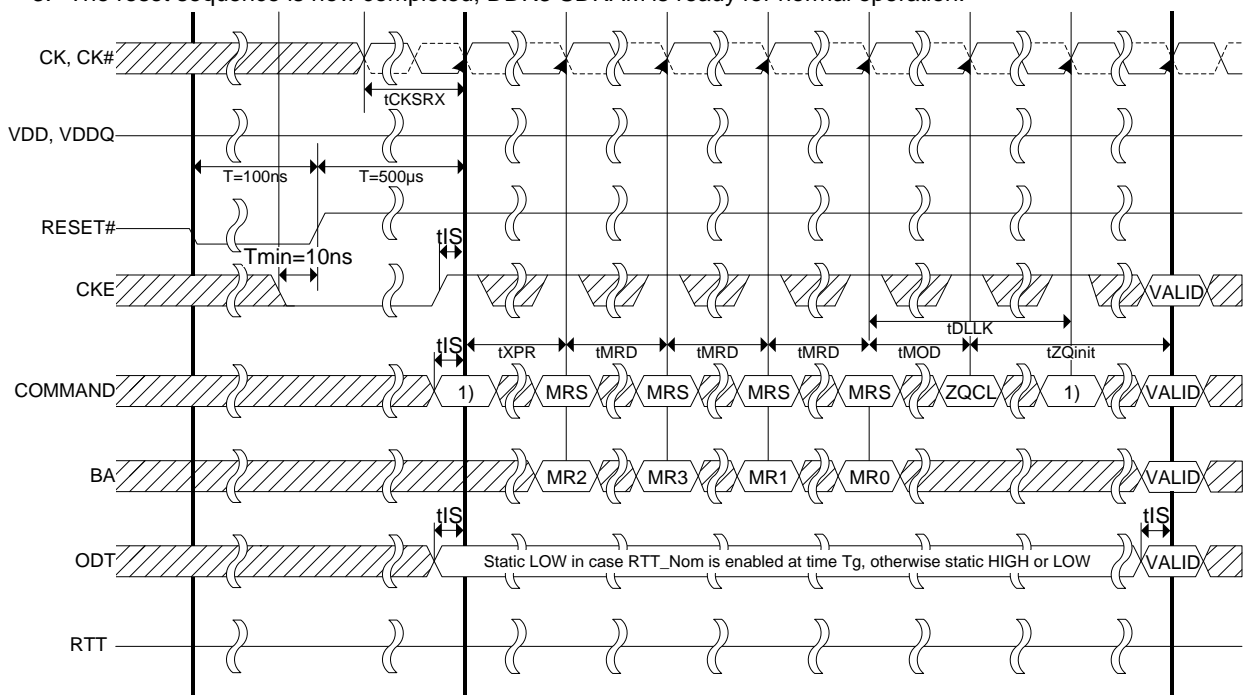 The reset sequence is now completed, DDR3 SDRAM is ready for normal operation.
CK, CK#
tCKSRX
VDD, VDDQ
T=100ns T=500µs
RESET#
tIS
Tmin=10ns
CKE VALID
tDLLK
tIS tXPR tMRD tMRD tMRD tMOD tZQinit
COMMAND 1) MRS MRS MRS MRS ZQCL 1) VALID
BA MR2 MR3 MR1 MR0 VALID
tIS tIS
ODT Static LOW in case RTT_Nom is enabled at time Tg, otherwise static HIGH or LOW VALID
RTT